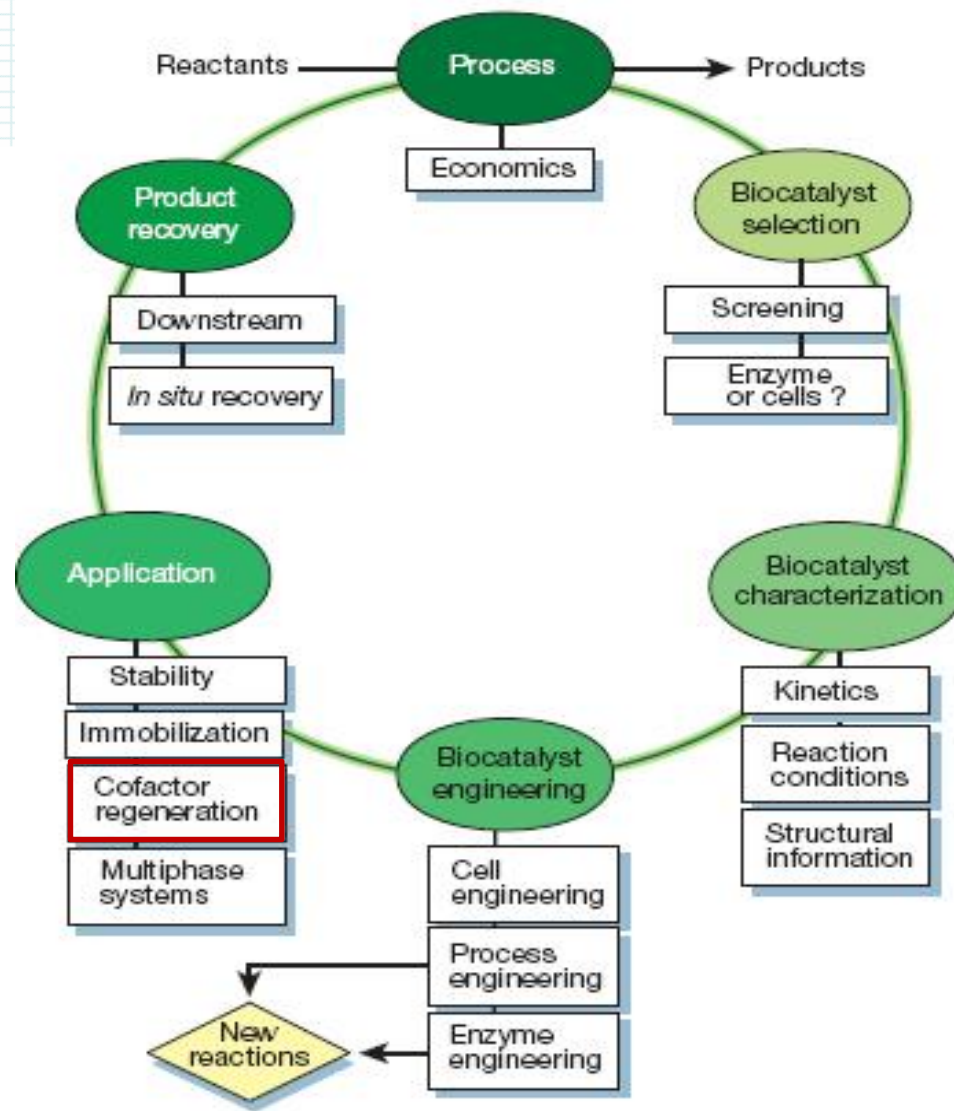 Reactants
Process
Products
Economics
Product
recovery
Downstream
In situ recovery
Biocatalyst
selection
Screening
Enzyme
or cells ?
Application
Stability
Immobilization
Cofactor
regeneration
Multiphase
systems
Biocatalyst
characterization
Kinetics
Reaction
conditions
Structural
information
Biocatalyst
engineering
Cell
engineering
Process
engineering
Enzyme
engineering
New
reactions